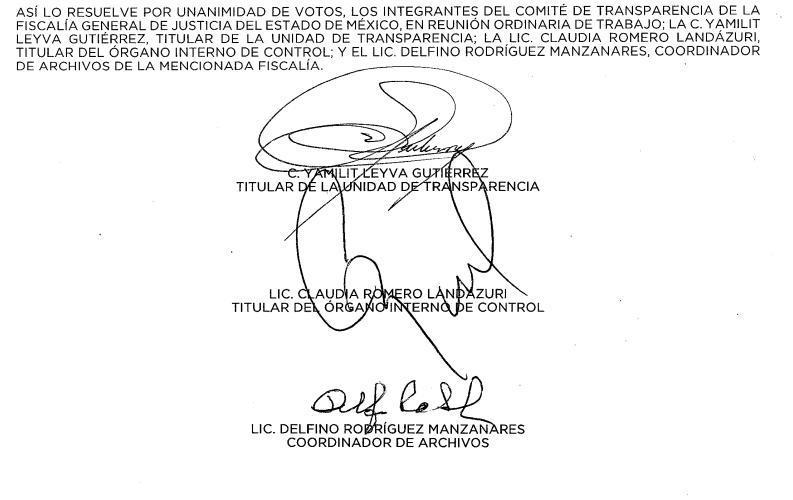 ASÍ LO RESUELVE POR UNANIMIDAD DE VOTOS, LOS INTEGRANTES DEL COMITÉ DE TRANSPARENCIA DE LA
FISCALÍA GENERAL DE JUSTICIA DEL ESTADO DE MÉXICO, EN REUNIÓN ORDINARIA DE TRABAJO; LA C. YAMILIT
LEYVA GUTIÉRREZ, TITULAR DE LA UNIDAD DE TRANSPARENCIA; LA LIC. CLAUDIA ROMERO LANDÁZURI,
TITULAR DEL ÓRGANO INTERNO DE CONTROL; Y EL LIC. DELFINO RODRÍGUEZ MANZANARES, COORDINADOR
DE ARCHIVOS DE LA MENCIONADA FISCALÍA.
C. YAMILIT LEYVA GUTIÉRREZ
TITULAR DE LA UNIDAD DE TRANSPARENCIA
LIC. CLAUDIA ROMERO LANDÁZURI
TITULAR DEL ÓRGANO INTERNO DE CONTROL
LIC. DELFINO RODRÍGUEZ MANZANARES
COORDINADOR DE ARCHIVOS